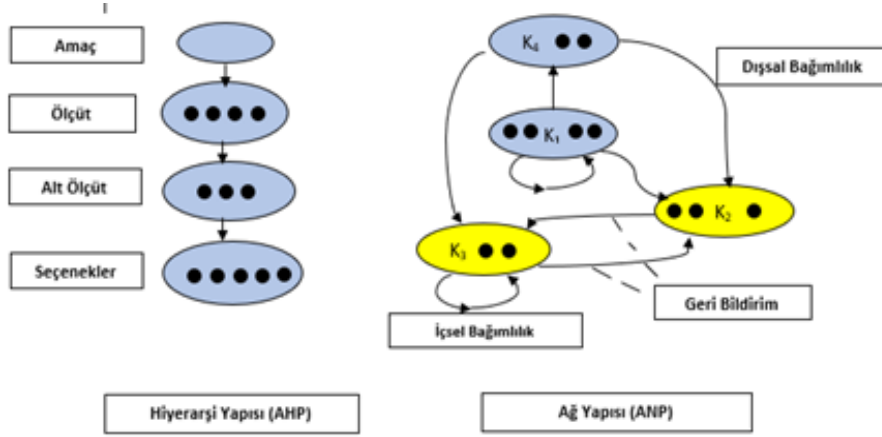 Amaç
Ölçüt
Alt Ölçüt
Seçenekler
Hiyerarşi Yapısı (AHP)
K₄
Dışsal Bağımlılık
K₁
K₂
K₃
Geri Bildirim
İçsel Bağımlılık
Ağ Yapısı (ANP)